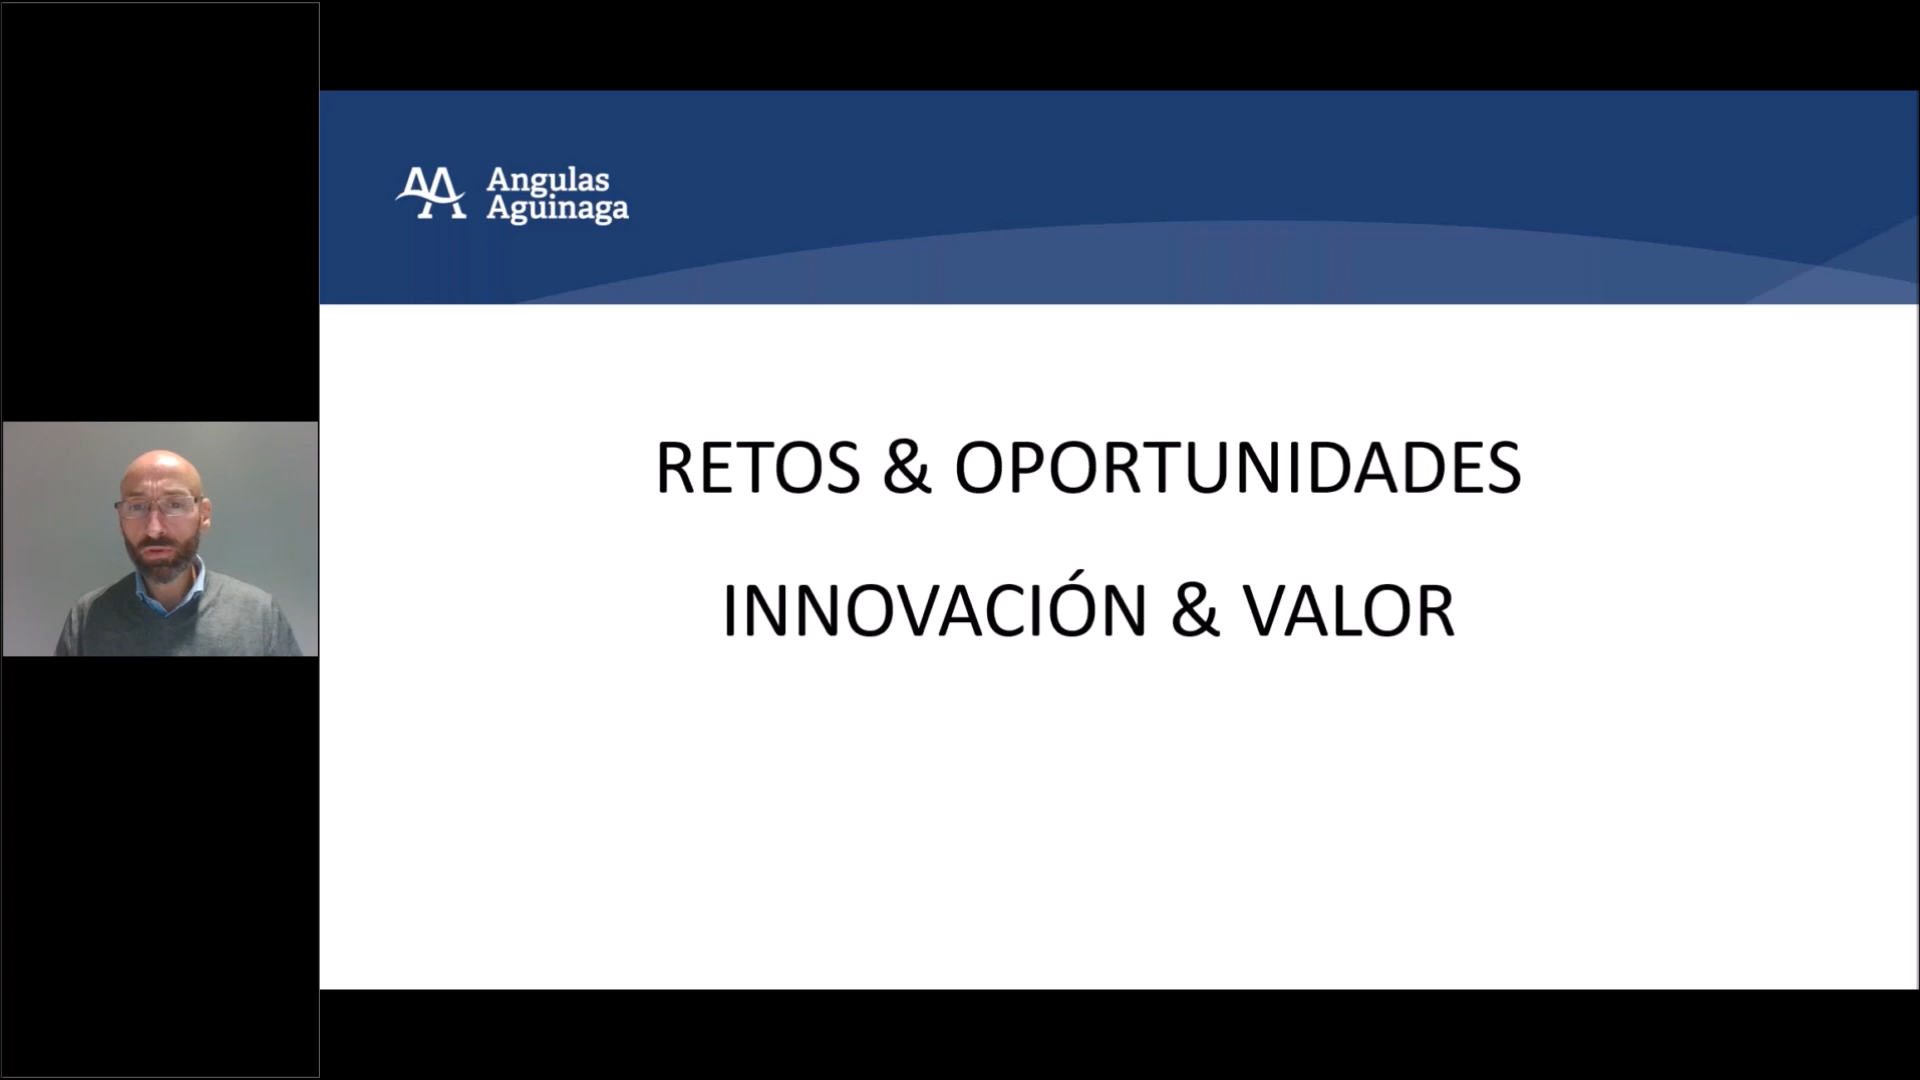 Angulas
Aguinaga
RETOS & OPORTUNIDADES
INNOVACIÓN & VALOR